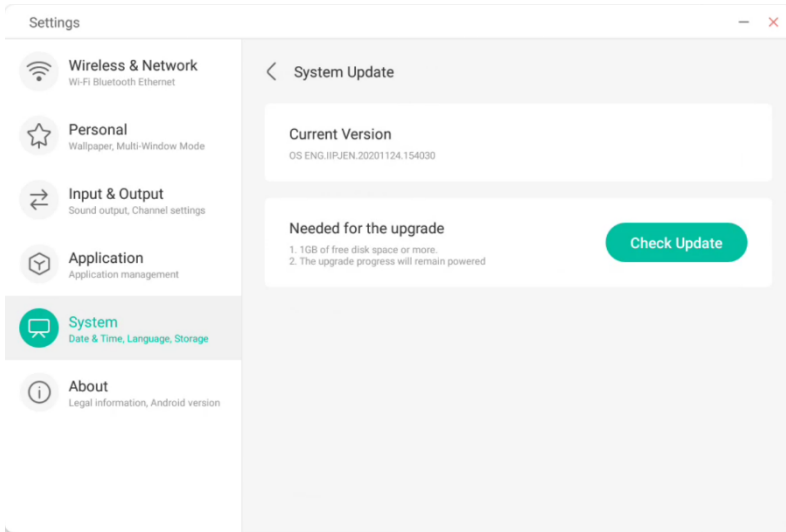 Settings
Wireless & Network
Wi-Fi Bluetooth Ethernet
Personal
Wallpaper, Multi-Window Mode
Input & Output
Sound output, Channel settings
Application
Application management
System
Date & Time, Language, Storage
About
Legal information, Android version
System Update
Current Version
OS ENG.IIPJEN.20201124.154030
Needed for the upgrade
1. 1GB of free disk space or more.
2. The upgrade progress will remain powered
Check Update